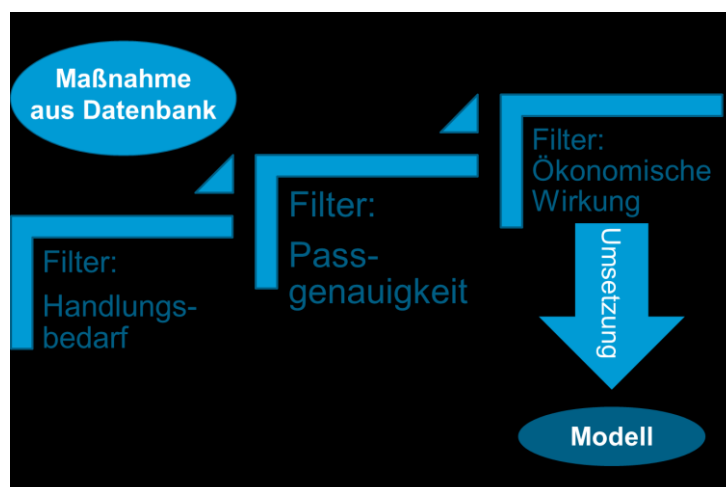 Maßnahme
aus Datenbank
Filter:
Handlungs-
bedarf
Filter:
Pass-
genauigkeit
Filter:
Ökonomische
Wirkung
Umsetzung
Modell